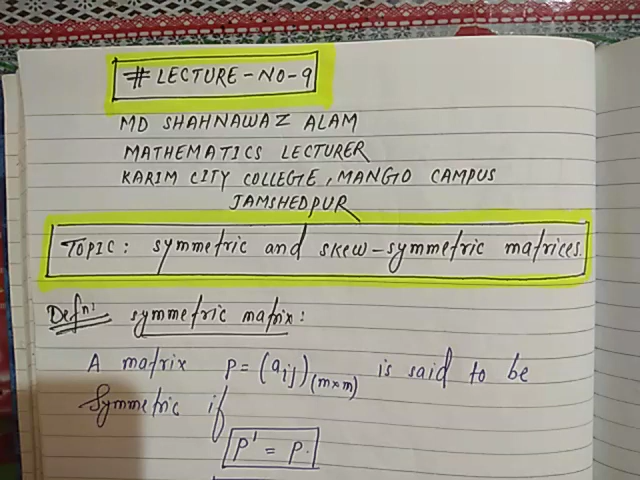 # LECTURE-NO-9
MD SHAHNAWAZ ALAM
MATHEMATICS LECTURER
KARIM CITY COLLEGE, MANGO CAMPUS
JAMSHEDPUR
TOPIC: symmetric and skew-symmetric matrices.
Defn: symmetric matrix:
A matrix P = (aij)(m×m) is said to be
Symmetric if
P' = P.